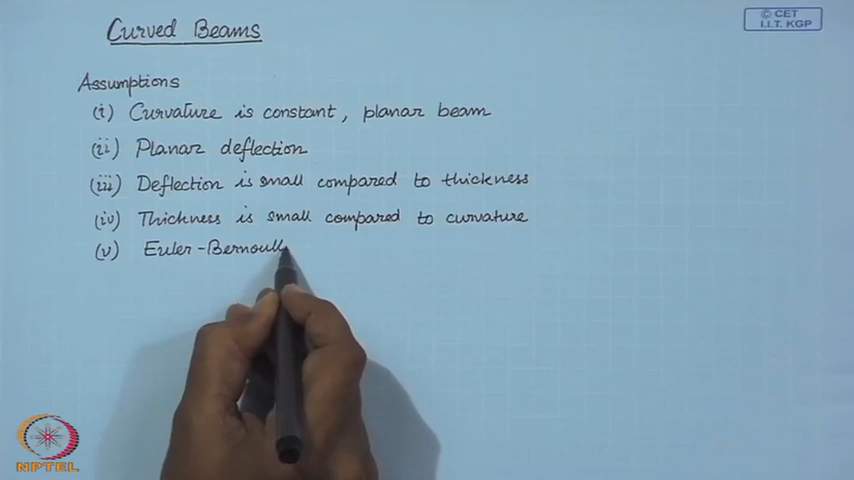 Curved Beams
© CET
I.I.T. KGP
Assumptions
(i) Curvature is constant, planar beam
(ii) Planar deflection
(iii) Deflection is small compared to thickness
(iv) Thickness is small compared to curvature
(v) Euler-Bernoull
NPTEL